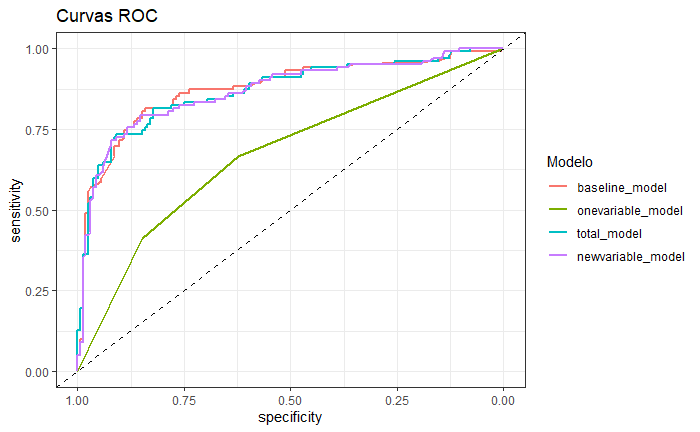 Curvas ROC
1.00
0.75
0.50
0.25
0.00
sensitivity
1.00 0.75 0.50 0.25 0.00
specificity
Modelo
baseline_model
onevariable_model
total_model
newvariable_model